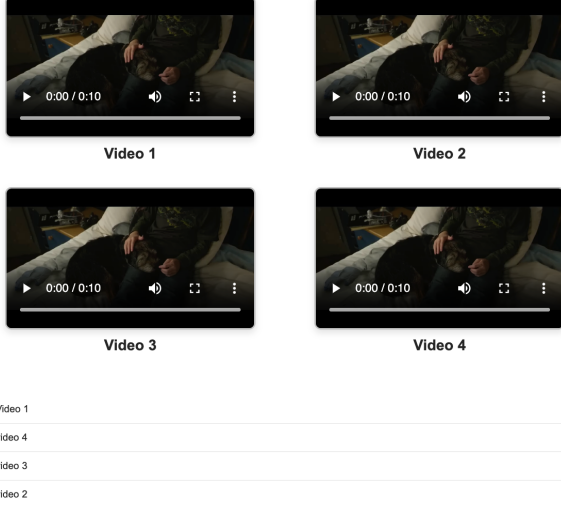 0:00 / 0:10
0:00 / 0:10
Video 1
Video 2
0:00 / 0:10
0:00 / 0:10
Video 3
Video 4
Video 1
ideo 4
ideo 3
ideo 2